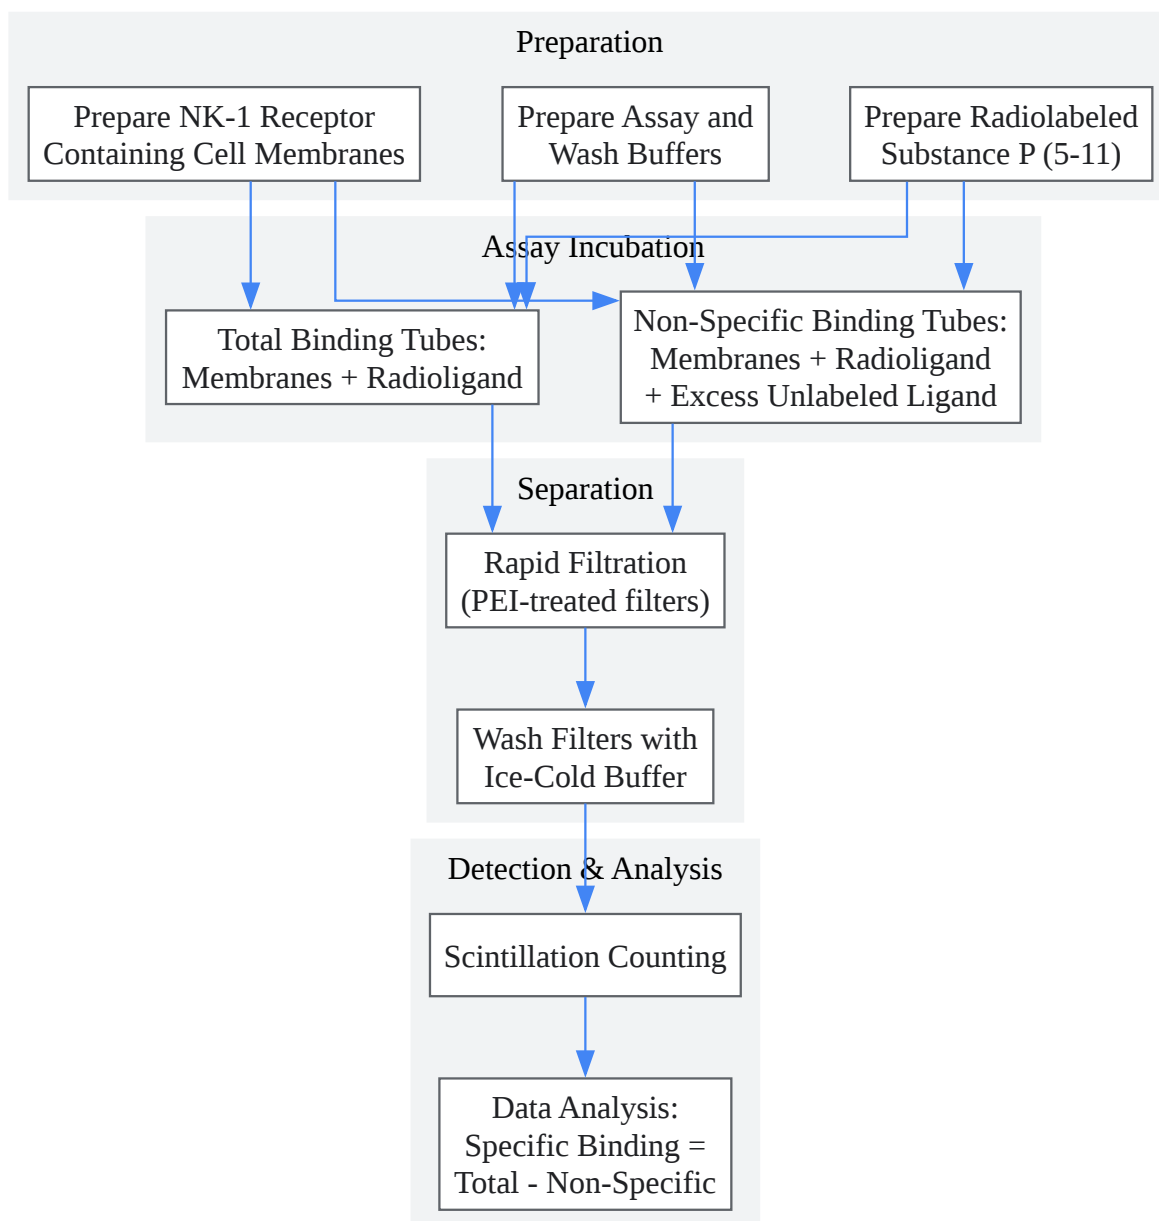 Preparation
Prepare NK-1 Receptor
Containing Cell Membranes
Prepare Assay and
Wash Buffers
Prepare Radiolabeled
Substance P (5-11)
Assay Incubation
Total Binding Tubes:
Membranes + Radioligand
Non-Specific Binding Tubes:
Membranes + Radioligand
+ Excess Unlabeled Ligand
Separation
Rapid Filtration
(PEI-treated filters)
Wash Filters with
Ice-Cold Buffer
Detection & Analysis
Scintillation Counting
Data Analysis:
Specific Binding =
Total - Non-Specific